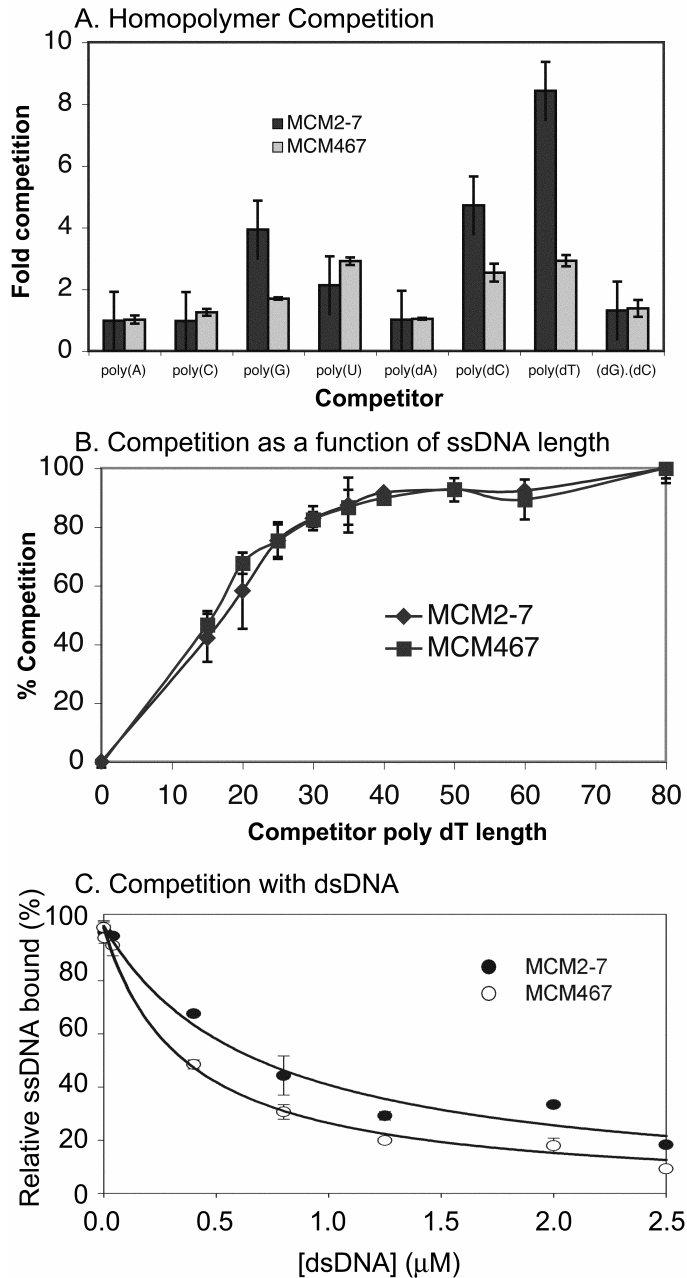 A. Homopolymer Competition
10
8
6
4
2
0
Fold competition
MCM2-7
MCM467
poly(A) poly(C) poly(G) poly(U) poly(dA) poly(dC) poly(dT) (dG).(dC)
Competitor
B. Competition as a function of ssDNA length
100
80
60
40
20
0
% Competition
MCM2-7
MCM467
0 10 20 30 40 50 60 70 80
Competitor poly dT length
C. Competition with dsDNA
100
80
60
40
20
0
Relative ssDNA bound (%)
MCM2-7
MCM467
0.0 0.5 1.0 1.5 2.0 2.5
[dsDNA] (μM)